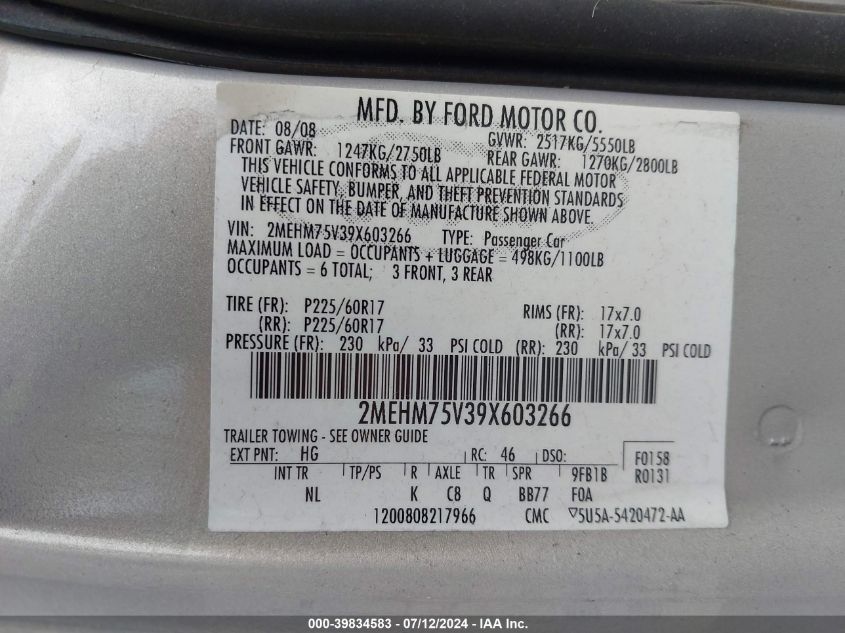 MFD. BY FORD MOTOR CO.
DATE: 08/08 GVWR: 2517KG/5550LB
FRONT GAWR: 1247KG/2750LB REAR GAWR: 1270KG/2800LB
THIS VEHICLE CONFORMS TO ALL APPLICABLE FEDERAL MOTOR
VEHICLE SAFETY, BUMPER, AND THEFT PREVENTION STANDARDS
IN EFFECT ON THE DATE OF MANUFACTURE SHOWN ABOVE.
VIN: 2MEHM75V39X603266 TYPE: Passenger Car
MAXIMUM LOAD = OCCUPANTS + LUGGAGE = 498KG/1100LB
OCCUPANTS = 6 TOTAL; 3 FRONT, 3 REAR
TIRE (FR): P225/60R17 RIMS (FR): 17x7.0
(RR): P225/60R17 (RR): 17x7.0
PRESSURE (FR): 230 kPa/ 33 PSI COLD (RR): 230 kPa/ 33 PSI COLD
2MEHM75V39X603266
TRAILER TOWING - SEE OWNER GUIDE
EXT PNT: HG RC: 46 DSO: F0158
INT TR TP/PS R AXLE TR SPR 9FB1B R0131
NL K C8 Q BB77 F0A
1200808217966 CMC ▽5U5A-5420472-AA
000-39834583 - 07/12/2024 - IAA Inc.